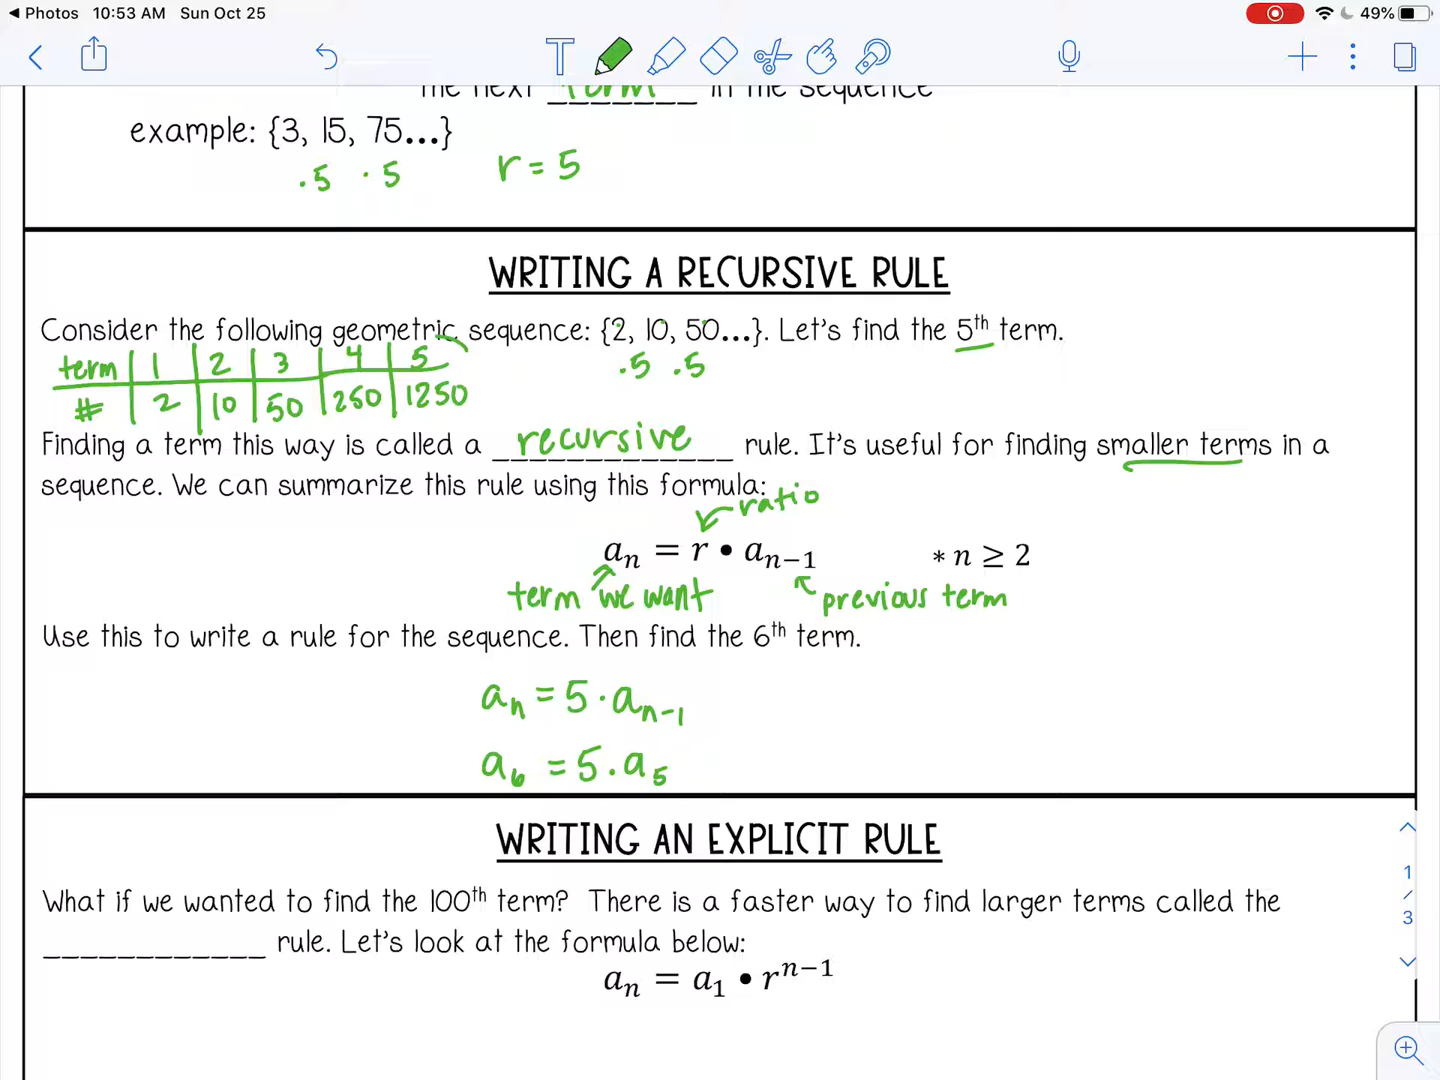 ◀ Photos 10:53 AM Sun Oct 25 49%
T
the next term in the sequence
example: {3, 15, 75...}
·5 ·5 r = 5
WRITING A RECURSIVE RULE
Consider the following geometric sequence: {2, 10, 50...}. Let's find the 5th term.
·5 ·5
term 1 2 3 4 5
# 2 10 50 250 1250
Finding a term this way is called a recursive rule. It's useful for finding smaller terms in a
sequence. We can summarize this rule using this formula:
ratio
aₙ = r • aₙ₋₁ * n ≥ 2
term we want previous term
Use this to write a rule for the sequence. Then find the 6th term.
aₙ = 5 · aₙ₋₁
a₆ = 5 · a₅
WRITING AN EXPLICIT RULE
What if we wanted to find the 100th term? There is a faster way to find larger terms called the
____________ rule. Let's look at the formula below:
aₙ = a₁ • rⁿ⁻¹
1
/
3